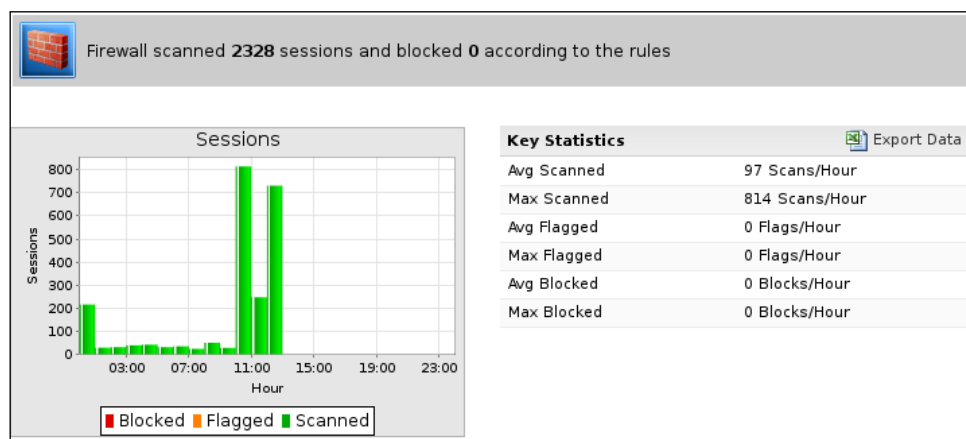 Firewall scanned 2328 sessions and blocked 0 according to the rules
Sessions
800
700
600
500
400
300
200
100
0
Sessions
03:00 07:00 11:00 15:00 19:00 23:00
Hour
Blocked Flagged Scanned
Key Statistics Export Data
Avg Scanned 97 Scans/Hour
Max Scanned 814 Scans/Hour
Avg Flagged 0 Flags/Hour
Max Flagged 0 Flags/Hour
Avg Blocked 0 Blocks/Hour
Max Blocked 0 Blocks/Hour